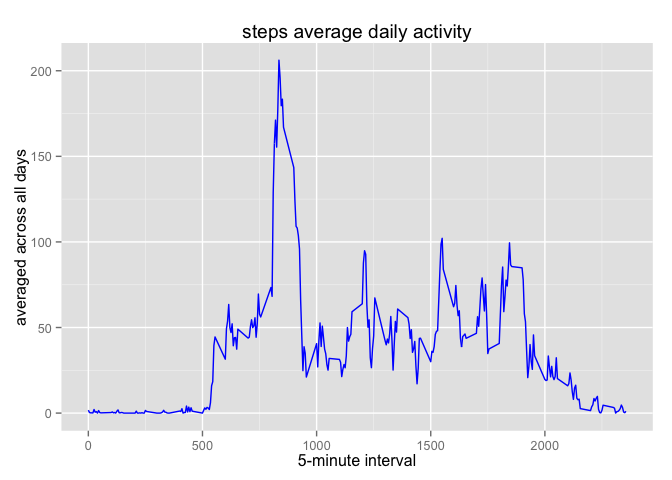 steps average daily activity
averaged across all days
200
150
100
50
0
0 500 1000 1500 2000
5-minute interval